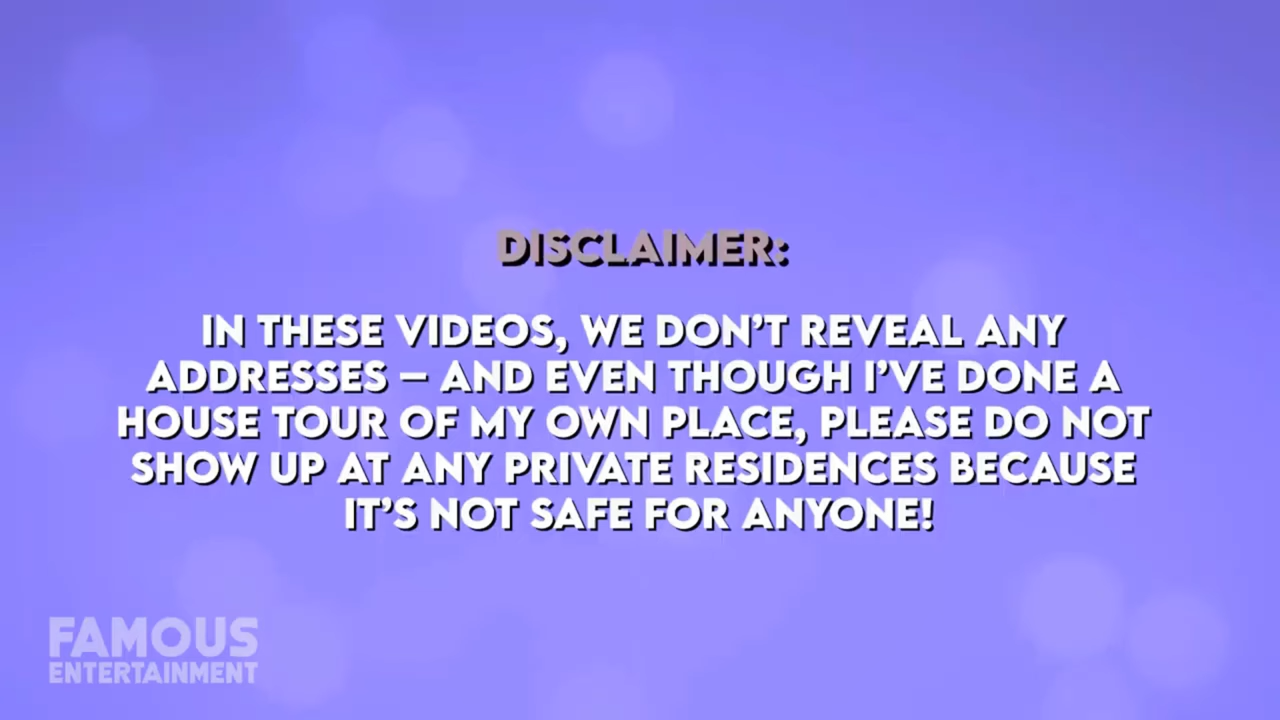 DISCLAIMER:
IN THESE VIDEOS, WE DON'T REVEAL ANY
ADDRESSES – AND EVEN THOUGH I'VE DONE A
HOUSE TOUR OF MY OWN PLACE, PLEASE DO NOT
SHOW UP AT ANY PRIVATE RESIDENCES BECAUSE
IT'S NOT SAFE FOR ANYONE!
FAMOUS
ENTERTAINMENT